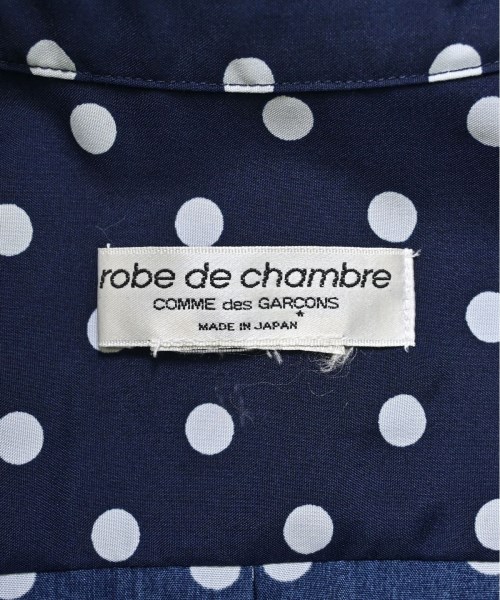 robe de chambre
COMME des GARÇONS
*
MADE IN JAPAN